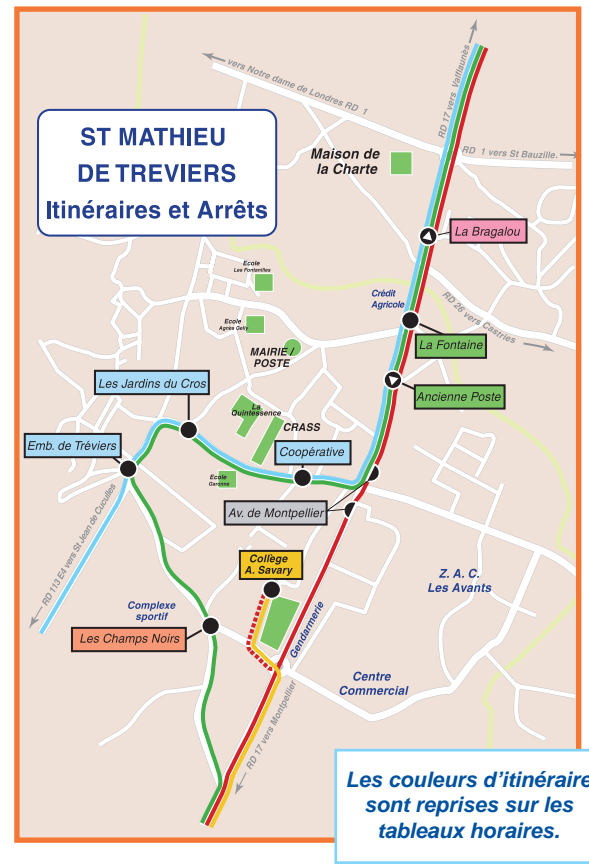 ST MATHIEU
DE TREVIERS
Itinéraires et Arrêts
vers Notre dame de Londres RD 1
RD 17 vers Valflaunès
RD 1 vers St Bauzille.
Maison de
la Charte
La Bragalou
Ecole
Les Fontanilles
Crédit
Agricole
RD 26 vers Castries
Ecole
Agnès Gelly
La Fontaine
MAIRIE /
POSTE
Les Jardins du Cros
Ancienne Poste
La
Quintessence
CRASS
Emb. de Tréviers
Coopérative
Ecole
Garonne
Av. de Montpellier
Collège
A. Savary
Z. A. C.
Les Avants
RD 113 E4 vers St Jean de Cuculles
Complexe
sportif
Les Champs Noirs
Gendarmerie
Centre
Commercial
RD 17 vers Montpellier
Les couleurs d'itinéraire
sont reprises sur les
tableaux horaires.